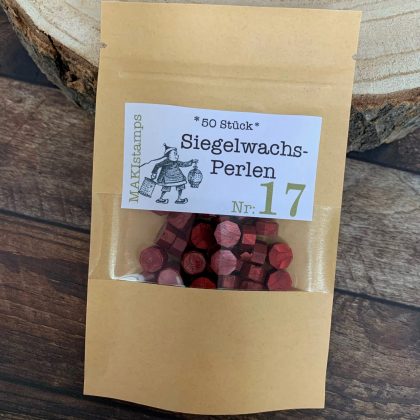 *50 Stück*
MAKIstamps
Siegelwachs-
Perlen
Nr: 17